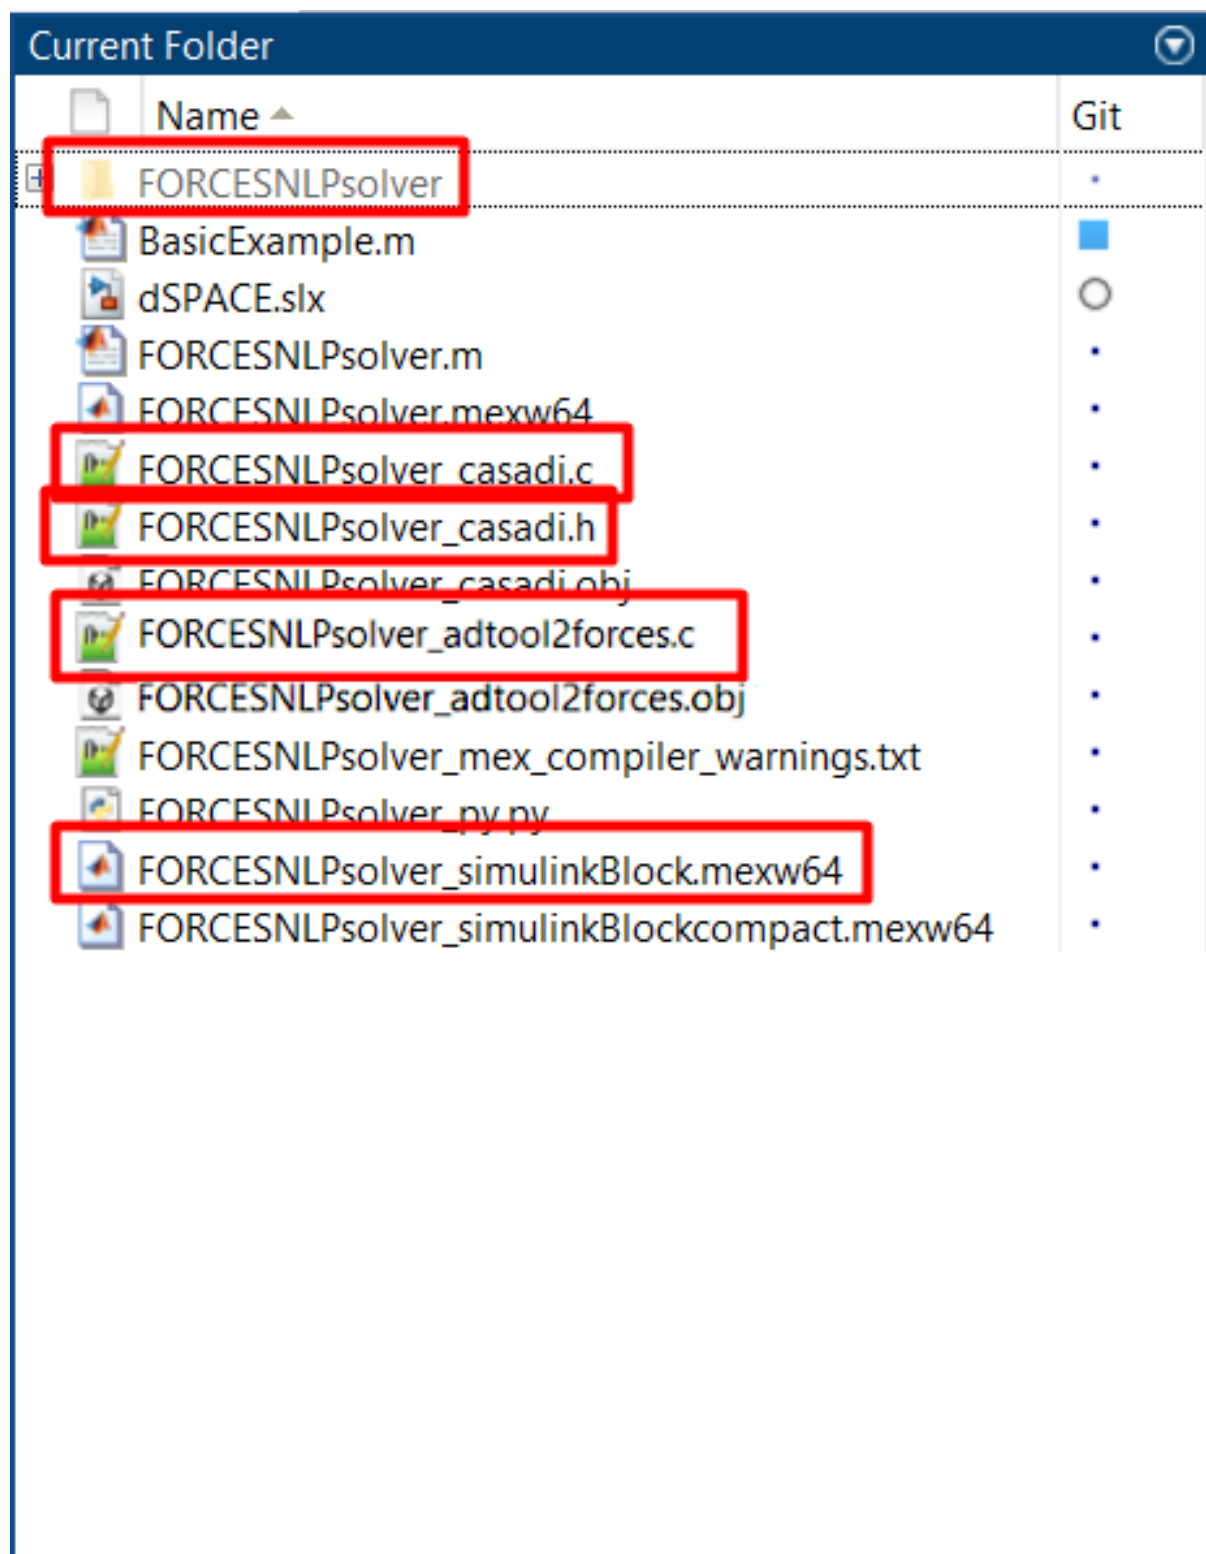 Current Folder
Name Git
FORCESNLPsolver
BasicExample.m
dSPACE.slx
FORCESNLPsolver.m
FORCESNLPsolver.mexw64
FORCESNLPsolver_casadi.c
FORCESNLPsolver_casadi.h
FORCESNLPsolver_casadi.obj
FORCESNLPsolver_adtool2forces.c
FORCESNLPsolver_adtool2forces.obj
FORCESNLPsolver_mex_compiler_warnings.txt
FORCESNLPsolver_py.py
FORCESNLPsolver_simulinkBlock.mexw64
FORCESNLPsolver_simulinkBlockcompact.mexw64